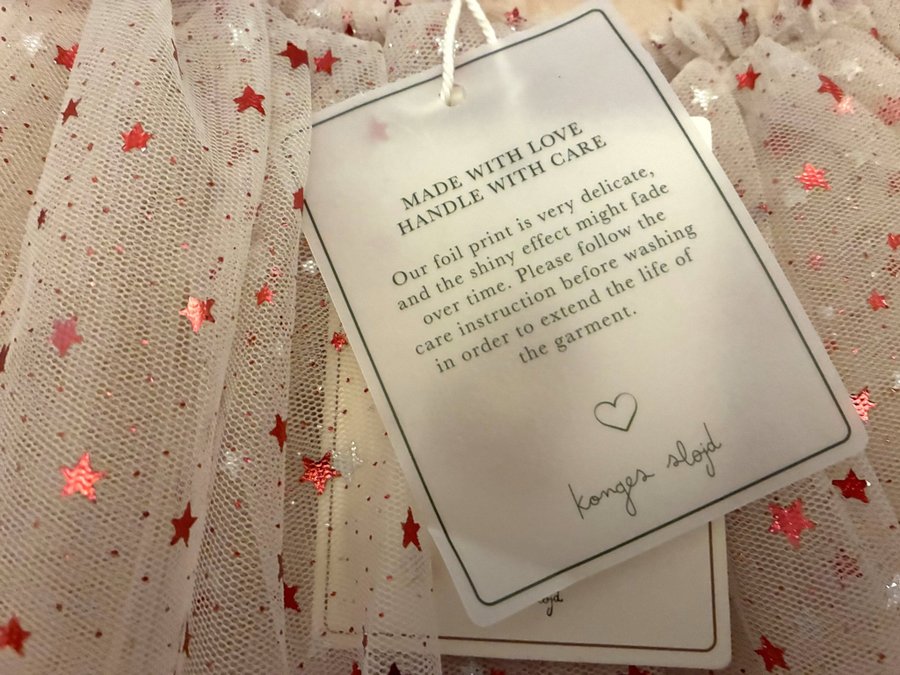 MADE WITH LOVE
HANDLE WITH CARE
Our foil print is very delicate,
and the shiny effect might fade
over time. Please follow the
care instruction before washing
in order to extend the life of
the garment.
konges slojd